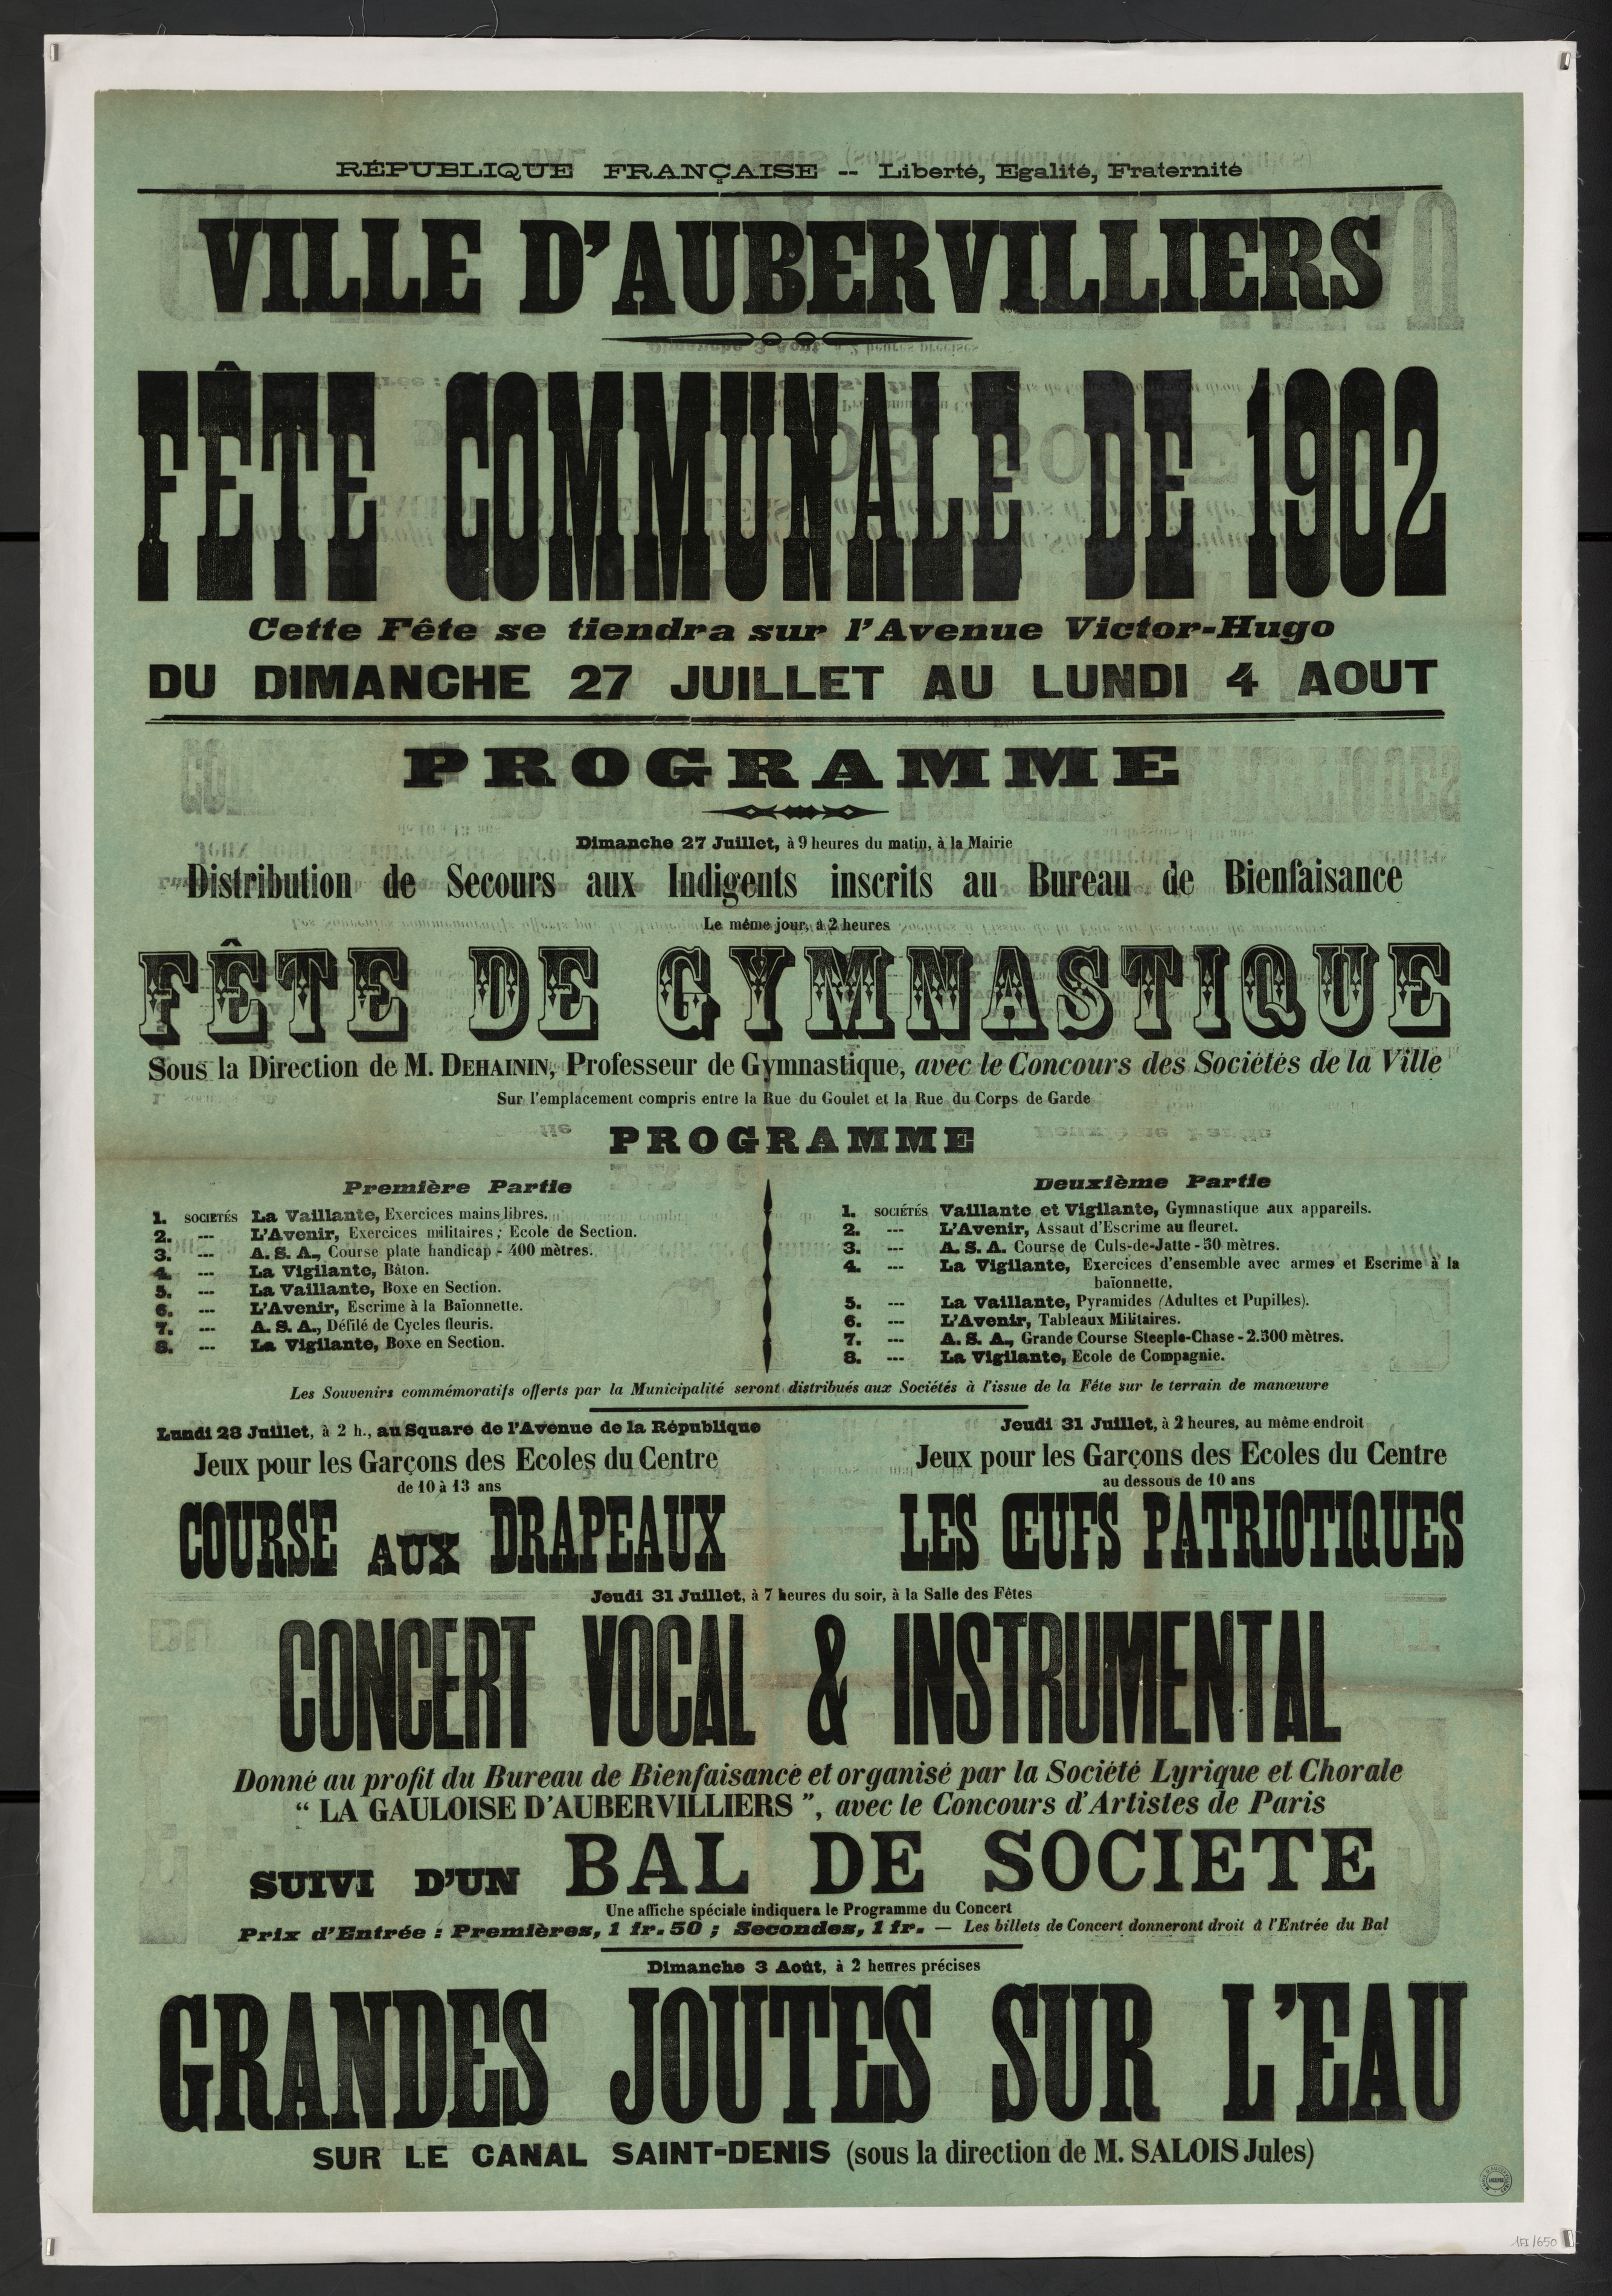 RÉPUBLIQUE FRANÇAISE -- Liberté, Egalité, Fraternité
VILLE D'AUBERVILLIERS
FÊTE COMMUNALE DE 1902
Cette Fête se tiendra sur l'Avenue Victor-Hugo
DU DIMANCHE 27 JUILLET AU LUNDI 4 AOUT
PROGRAMME
Dimanche 27 Juillet, à 9 heures du matin, à la Mairie
Distribution de Secours aux Indigents inscrits au Bureau de Bienfaisance
Le même jour, à 2 heures
FÊTE DE GYMNASTIQUE
Sous la Direction de M. DEHAININ, Professeur de Gymnastique, avec le Concours des Sociétés de la Ville
Sur l'emplacement compris entre la Rue du Goulet et la Rue du Corps de Garde
PROGRAMME
Première Partie
1. SOCIETÉS La Vaillante, Exercices mains libres.
2. --- L'Avenir, Exercices militaires ; Ecole de Section.
3. --- A. S. A., Course plate handicap - 400 mètres.
4. --- La Vigilante, Bâton.
5. --- La Vaillante, Boxe en Section.
6. --- L'Avenir, Escrime à la Baïonnette.
7. --- A. S. A., Défilé de Cycles fleuris.
8. --- La Vigilante, Boxe en Section.
Deuxième Partie
1. SOCIÉTÉS Vaillante et Vigilante, Gymnastique aux appareils.
2. --- L'Avenir, Assaut d'Escrime au fleuret.
3. --- A. S. A. Course de Culs-de-Jatte - 50 mètres.
4. --- La Vigilante, Exercices d'ensemble avec armes et Escrime à la
baïonnette.
5. --- La Vaillante, Pyramides (Adultes et Pupilles).
6. --- L'Avenir, Tableaux Militaires.
7. --- A. S. A., Grande Course Steeple-Chase - 2.500 mètres.
8. --- La Vigilante, Ecole de Compagnie.
Les Souvenirs commémoratifs offerts par la Municipalité seront distribués aux Sociétés à l'issue de la Fête sur le terrain de manœuvre
Lundi 28 Juillet, à 2 h., au Square de l'Avenue de la République
Jeux pour les Garçons des Ecoles du Centre
de 10 à 13 ans
COURSE AUX DRAPEAUX
Jeudi 31 Juillet, à 2 heures, au même endroit
Jeux pour les Garçons des Ecoles du Centre
au dessous de 10 ans
LES ŒUFS PATRIOTIQUES
Jeudi 31 Juillet, à 7 heures du soir, à la Salle des Fêtes
CONCERT VOCAL & INSTRUMENTAL
Donné au profit du Bureau de Bienfaisance et organisé par la Société Lyrique et Chorale
“ LA GAULOISE D'AUBERVILLIERS ”, avec le Concours d'Artistes de Paris
SUIVI D'UN BAL DE SOCIETE
Une affiche spéciale indiquera le Programme du Concert
Prix d'Entrée : Premières, 1 fr. 50 ; Secondes, 1 fr. — Les billets de Concert donneront droit à l'Entrée du Bal
Dimanche 3 Août, à 2 heures précises
GRANDES JOUTES SUR L'EAU
SUR LE CANAL SAINT-DENIS (sous la direction de M. SALOIS Jules)
1FI/650